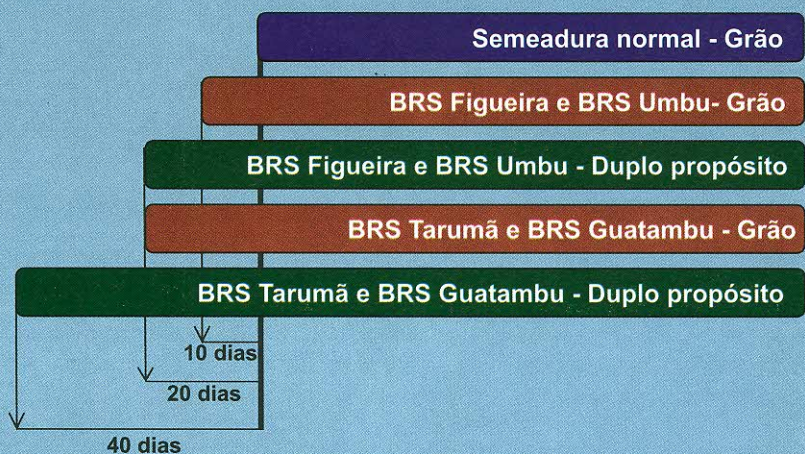 Semeadura normal - Grão
BRS Figueira e BRS Umbu- Grão
BRS Figueira e BRS Umbu - Duplo propósito
BRS Tarumã e BRS Guatambu - Grão
BRS Tarumã e BRS Guatambu - Duplo propósito
10 dias
20 dias
40 dias